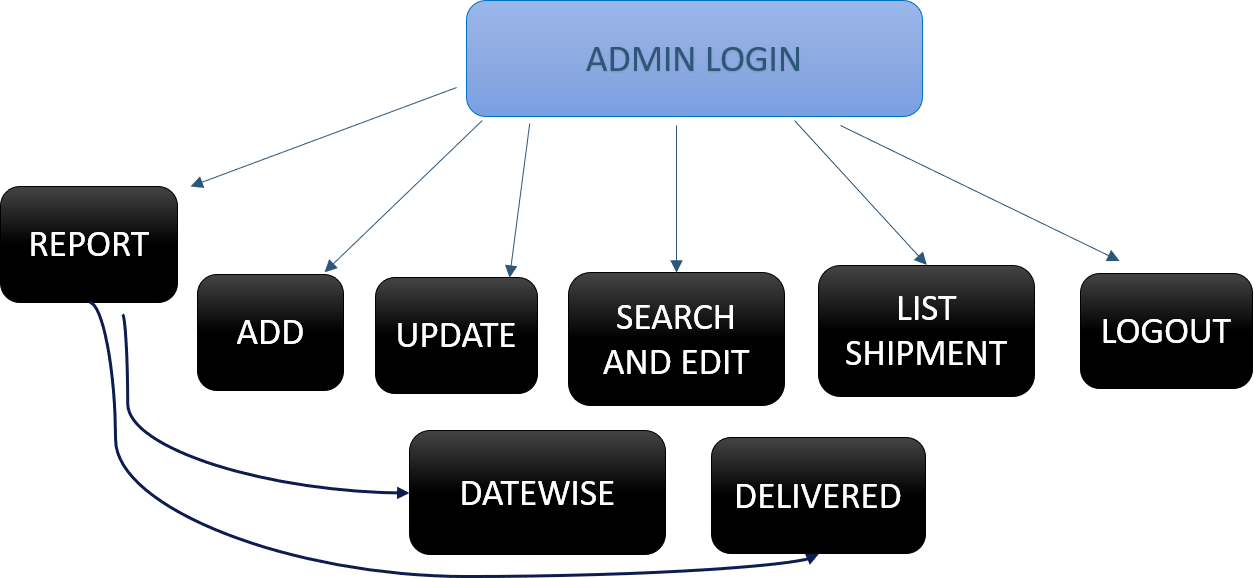 ADMIN LOGIN
REPORT
ADD
UPDATE
SEARCH
AND EDIT
LIST
SHIPMENT
LOGOUT
DATEWISE
DELIVERED